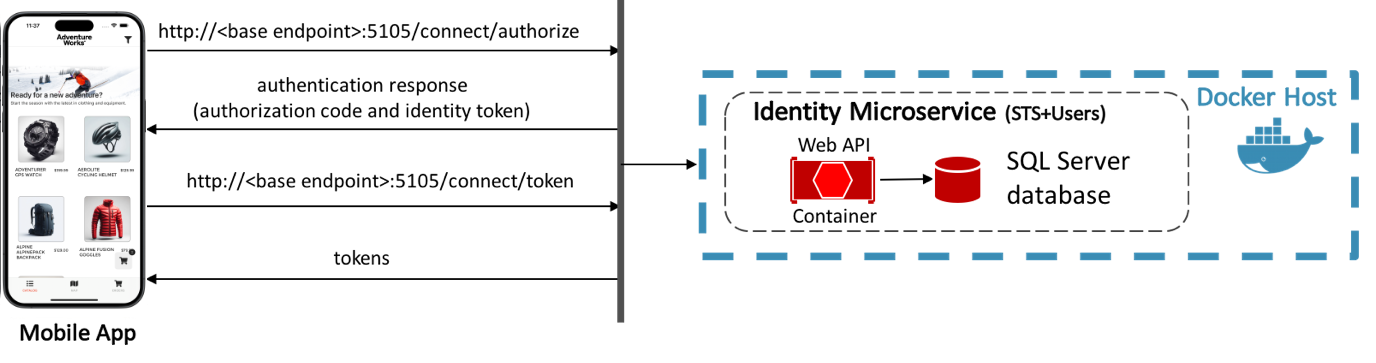 11:37
Adventure
Works
http://<base endpoint>:5105/connect/authorize
Ready for a new adventure?
Start the season with the latest in clothing and equipment.
authentication response
(authorization code and identity token)
ADVENTURER
GPS WATCH
AEROLITE
CYCLING HELMET
http://<base endpoint>:5105/connect/token
ALPINE
ALPINEPACK
BACKPACK
ALPINE FUSION
GOGGLES
tokens
Mobile App
Docker Host
Identity Microservice (STS+Users)
Web API
Container
SQL Server
database